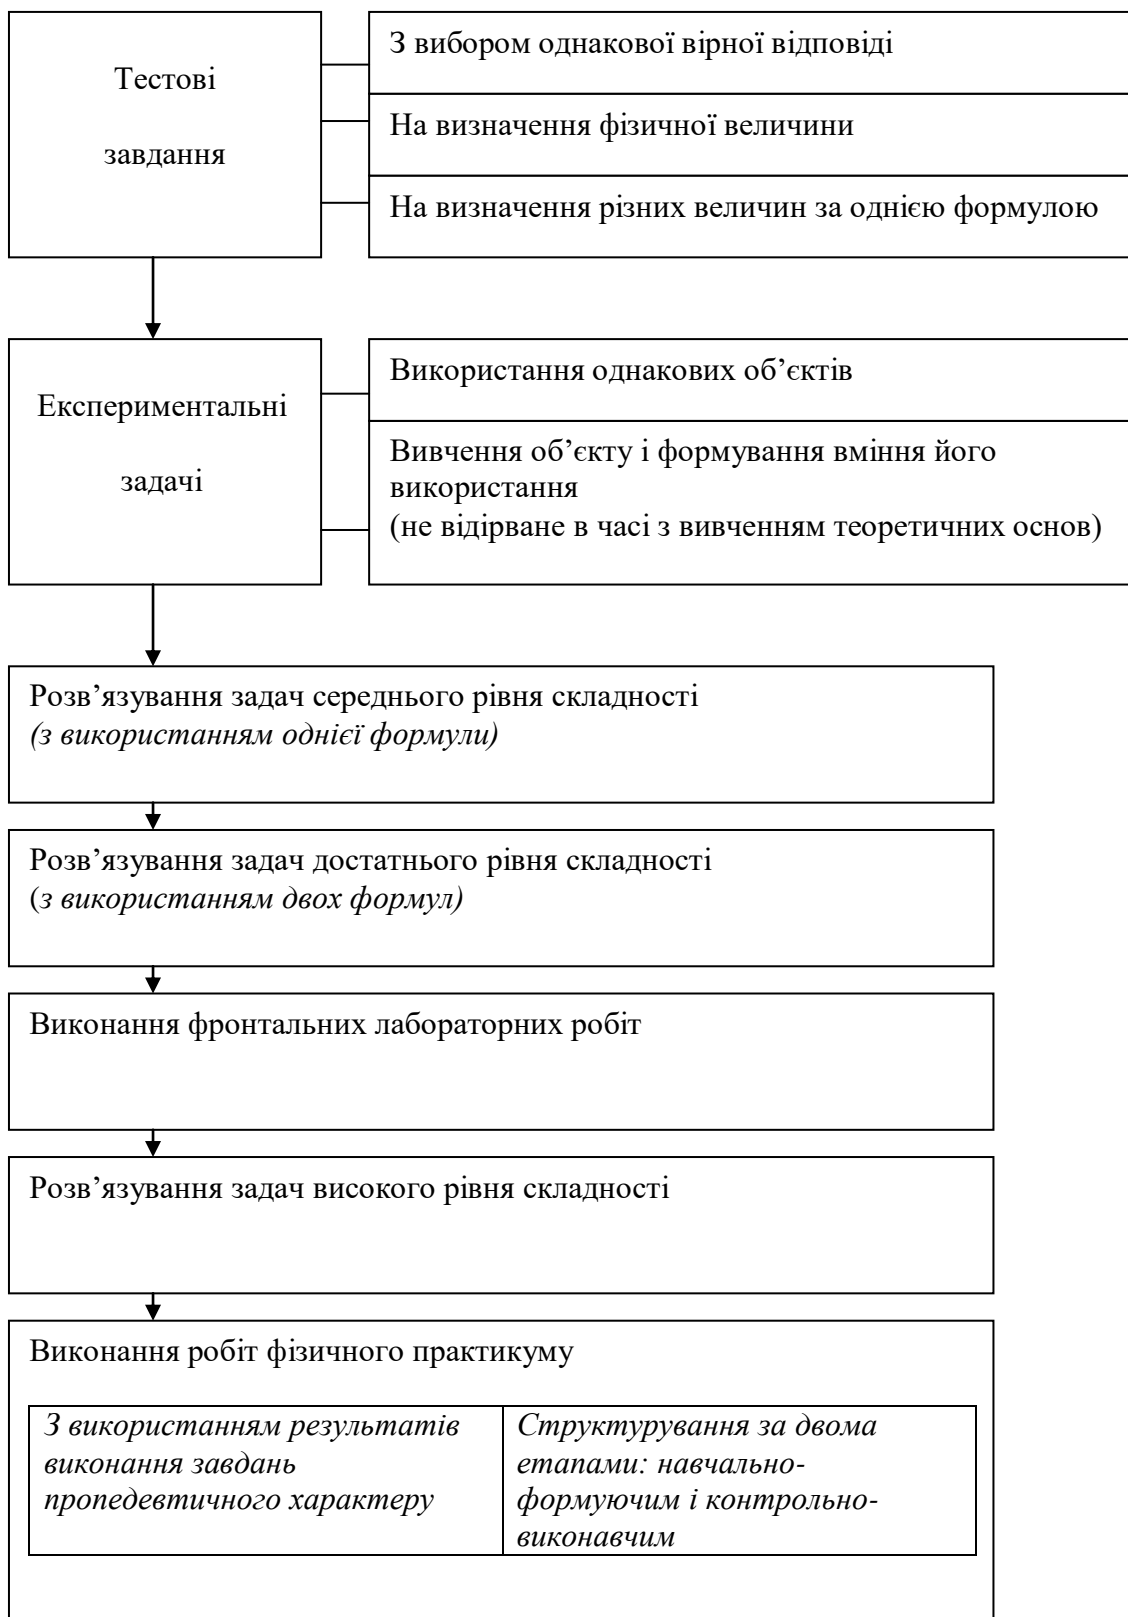 Тестові
завдання
З вибором однакової вірної відповіді
На визначення фізичної величини
На визначення різних величин за однією формулою
Експериментальні
задачі
Використання однакових об’єктів
Вивчення об’єкту і формування вміння його
використання
(не відірване в часі з вивченням теоретичних основ)
Розв’язування задач середнього рівня складності
(з використанням однієї формули)
Розв’язування задач достатнього рівня складності
(з використанням двох формул)
Виконання фронтальних лабораторних робіт
Розв’язування задач високого рівня складності
Виконання робіт фізичного практикуму
З використанням результатів
виконання завдань
пропедевтичного характеру
Структурування за двома
етапами: навчально-
формуючим і контрольно-
виконавчим